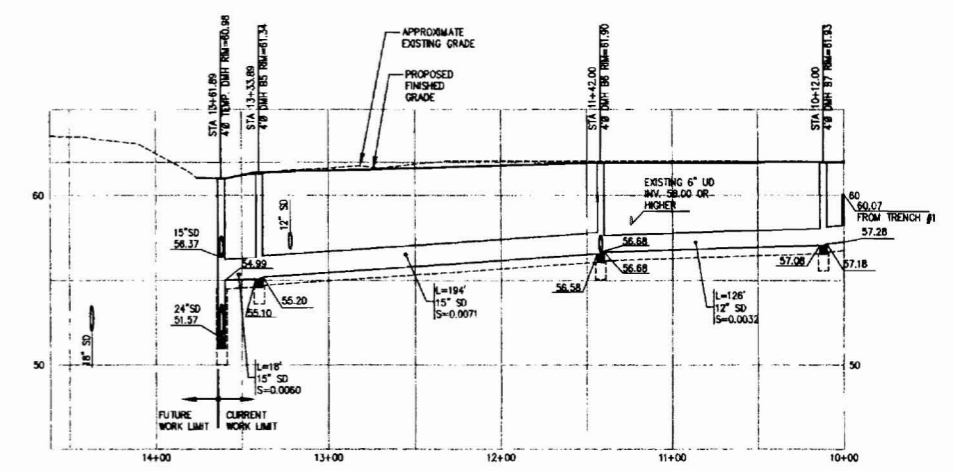 STA 13+61.89
4'Ø TEMP. DMH RIM=60.98
STA 13+33.89
4'Ø DMH B5 RIM=61.34
APPROXIMATE
EXISTING GRADE
PROPOSED
FINISHED
GRADE
STA 11+42.00
4'Ø DMH B6 RIM=61.90
STA 10+12.00
4'Ø DMH B7 RIM=61.93
60
60
EXISTING 6" UD
INV. 58.00 OR
HIGHER
60.07
FROM TRENCH #1
12" SD
15"SD
56.37
54.99
56.68
56.68
57.28
57.08
57.18
24"SD
51.57
55.10
55.20
56.58
L=194'
15" SD
S=0.0071
L=126'
12" SD
S=0.0032
18" SD
50
50
L=18'
15" SD
S=0.0060
FUTURE
WORK LIMIT
CURRENT
WORK LIMIT
14+00
13+00
12+00
11+00
10+00